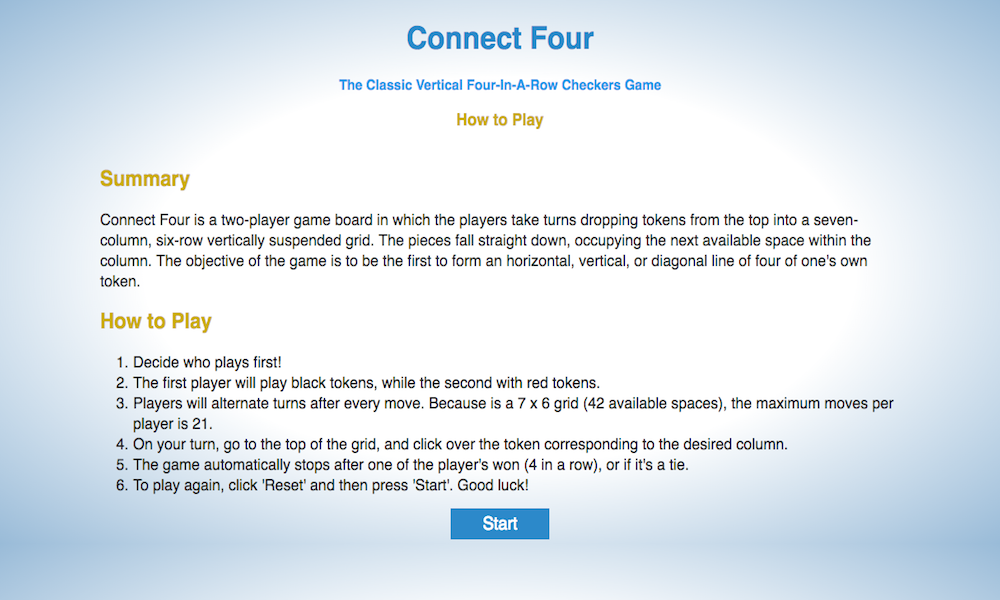 Connect Four
The Classic Vertical Four-In-A-Row Checkers Game
How to Play
Summary
Connect Four is a two-player game board in which the players take turns dropping tokens from the top into a seven-
column, six-row vertically suspended grid. The pieces fall straight down, occupying the next available space within the
column. The objective of the game is to be the first to form an horizontal, vertical, or diagonal line of four of one's own
token.
How to Play
1. Decide who plays first!
2. The first player will play black tokens, while the second with red tokens.
3. Players will alternate turns after every move. Because is a 7 x 6 grid (42 available spaces), the maximum moves per
player is 21.
4. On your turn, go to the top of the grid, and click over the token corresponding to the desired column.
5. The game automatically stops after one of the player's won (4 in a row), or if it's a tie.
6. To play again, click 'Reset' and then press 'Start'. Good luck!
Start